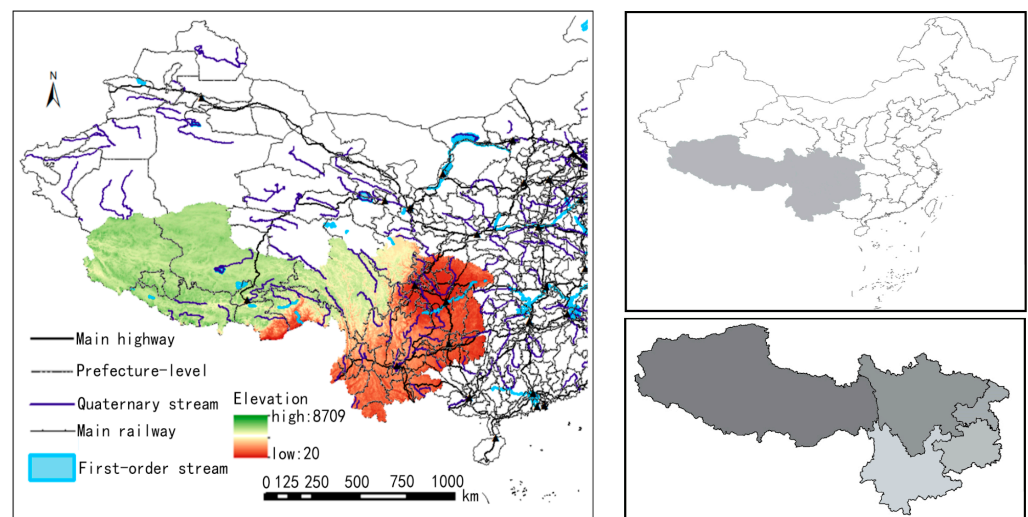 N
Main highway
Prefecture-level
Quaternary stream
Main railway
First-order stream
Elevation
high:8709
low:20
0 125 250 500 750 1000
km